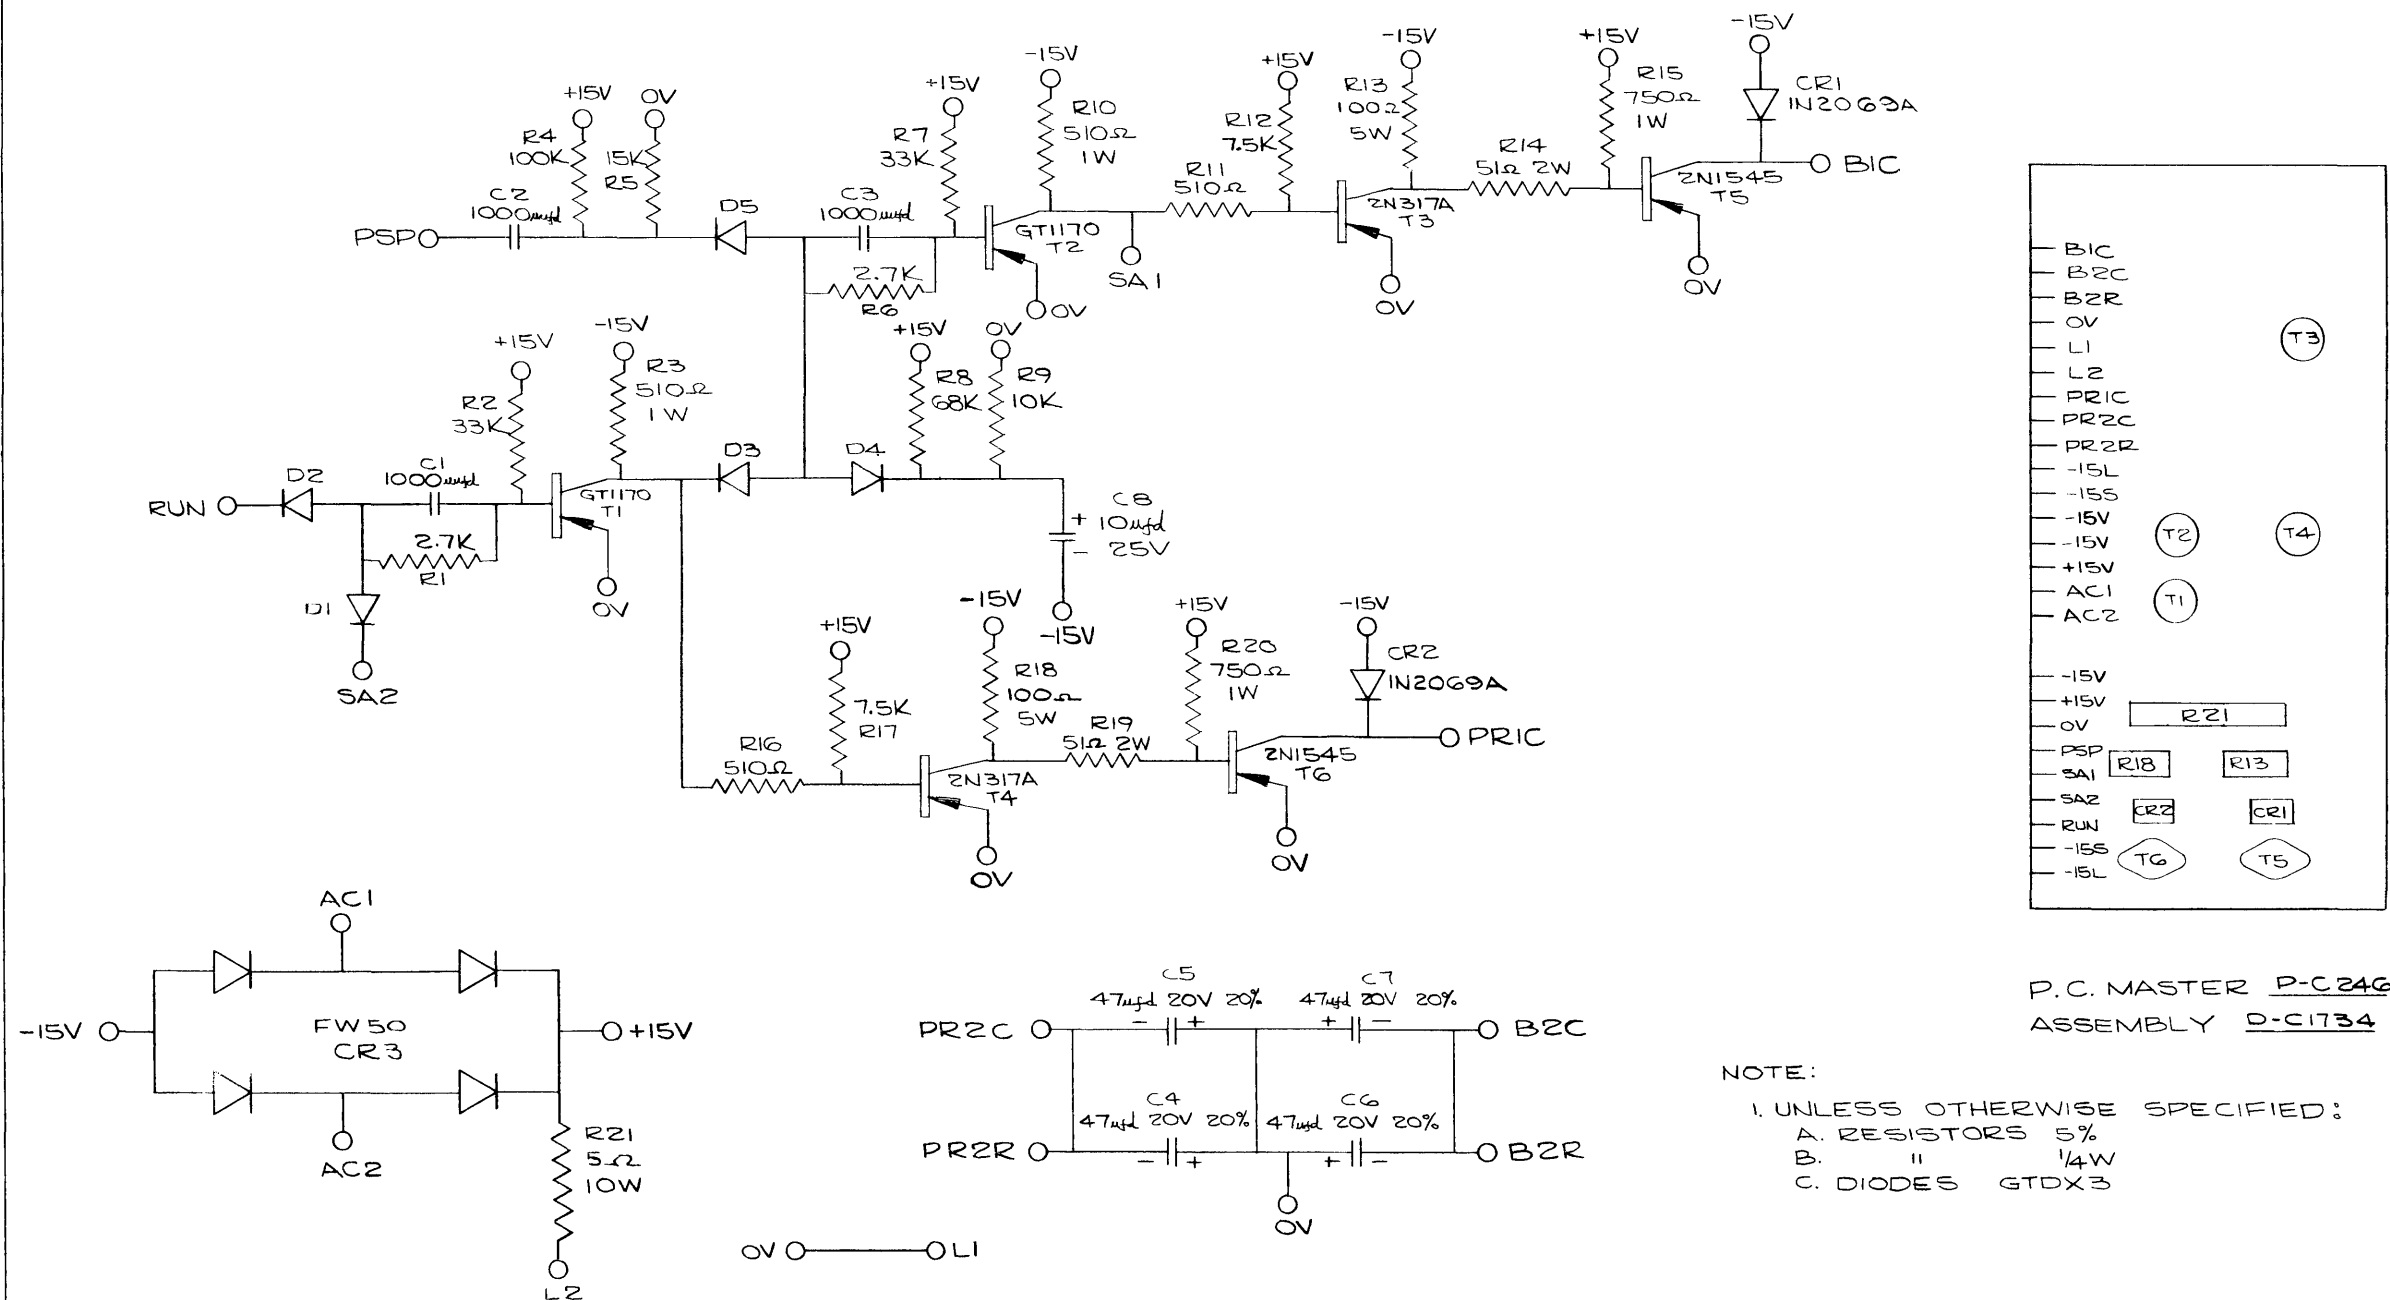 -15V
CR1
1N2069A
+15V
R15
750Ω
1W
R14
51Ω 2W
2N1545
T5
B1C
0V
-15V
R13
100Ω
5W
+15V
R12
7.5K
R11
510Ω
2N317A
T3
0V
-15V
R10
510Ω
1W
+15V
R7
33K
C3
1000μμfd
GT1170
T2
SA1
2.7K
R6
0V
+15V
R4
100K
0V
15K
R5
C2
1000μμfd
PSP
D5
+15V
R2
33K
-15V
R3
510Ω
1W
+15V
R8
68K
0V
R9
10K
D2
RUN
C1
1000μμfd
2.7K
R1
GT1170
T1
0V
D3
D4
C8
+ 10μfd
- 25V
-15V
D1
SA2
+15V
7.5K
R17
-15V
R18
100Ω
5W
+15V
R20
750Ω
1W
-15V
CR2
1N2069A
R16
510Ω
2N317A
T4
0V
R19
51Ω 2W
2N1545
T6
PR1C
0V
AC1
-15V
FW50
CR3
+15V
AC2
R21
5Ω
10W
L2
0V
L1
C5
47μfd 20V 20%
- +
C7
47μfd 20V 20%
+ -
PR2C
B2C
C4
47μfd 20V 20%
- +
C6
47μfd 20V 20%
+ -
PR2R
B2R
0V
B1C
B2C
B2R
0V
L1
L2
PR1C
PR2C
PR2R
-15L
-15S
-15V
-15V
+15V
AC1
AC2
T3
T2
T4
T1
-15V
+15V
0V
PSP
SA1
SA2
RUN
-15S
-15L
R21
R18
R13
CR2
CR1
T6
T5
P.C. MASTER D-C246
ASSEMBLY D-C1734
NOTE:
1. UNLESS OTHERWISE SPECIFIED:
A. RESISTORS 5%
B. " 1/4W
C. DIODES GTDX3